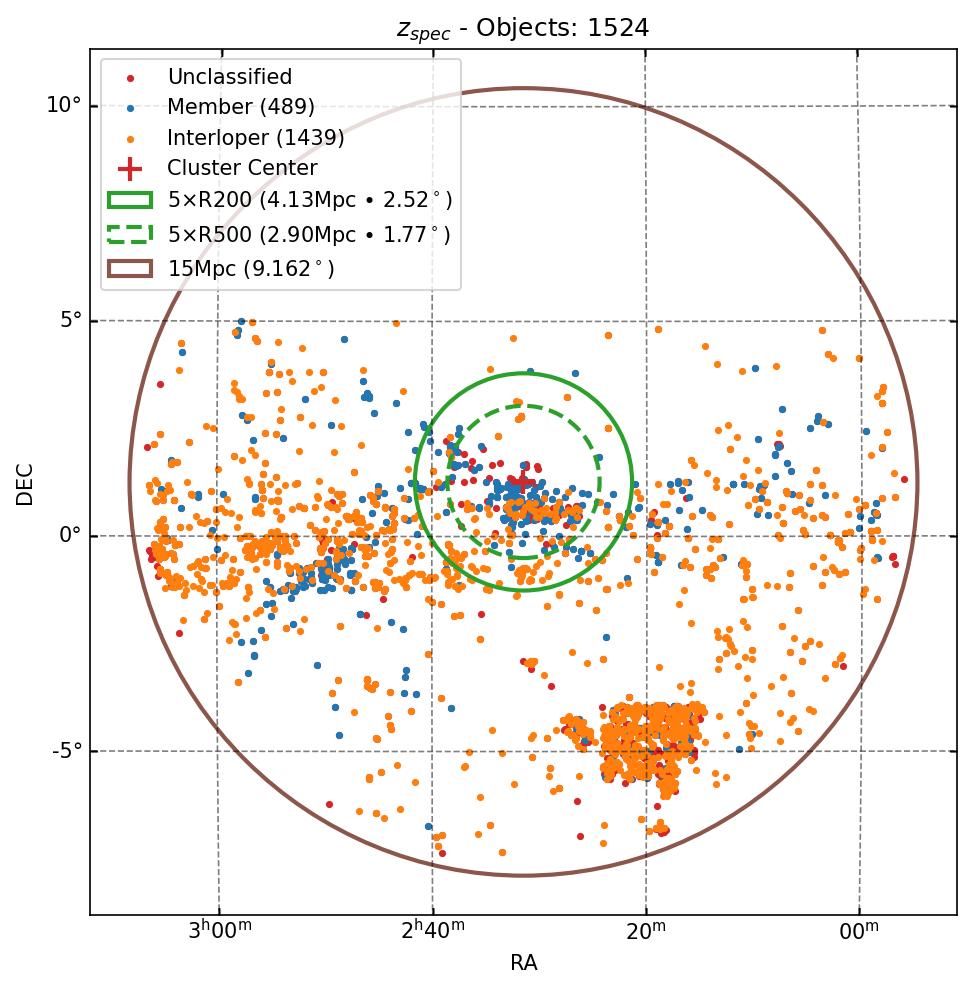 z_spec - Objects: 1524
Unclassified
Member (489)
Interloper (1439)
Cluster Center
5×R200 (4.13Mpc • 2.52°)
5×R500 (2.90Mpc • 1.77°)
15Mpc (9.162°)
10°
5°
0°
-5°
DEC
3ʰ00ᵐ 2ʰ40ᵐ 20ᵐ 00ᵐ
RA